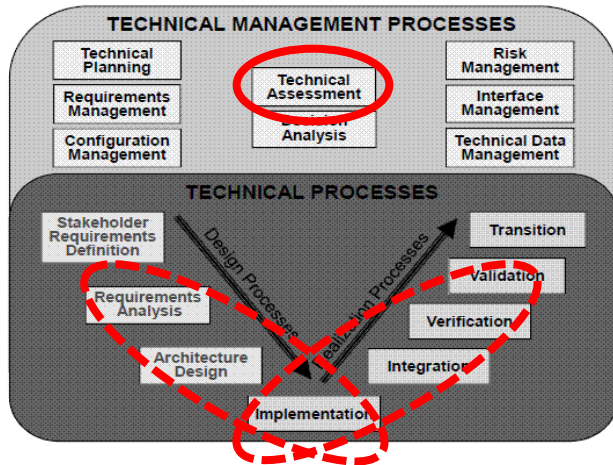 TECHNICAL MANAGEMENT PROCESSES
Technical
Planning
Requirements
Management
Configuration
Management
Technical
Assessment
Decision
Analysis
Risk
Management
Interface
Management
Technical Data
Management
TECHNICAL PROCESSES
Stakeholder
Requirements
Definition
Requirements
Analysis
Architecture
Design
Implementation
Design Processes
Realization Processes
Transition
Validation
Verification
Integration